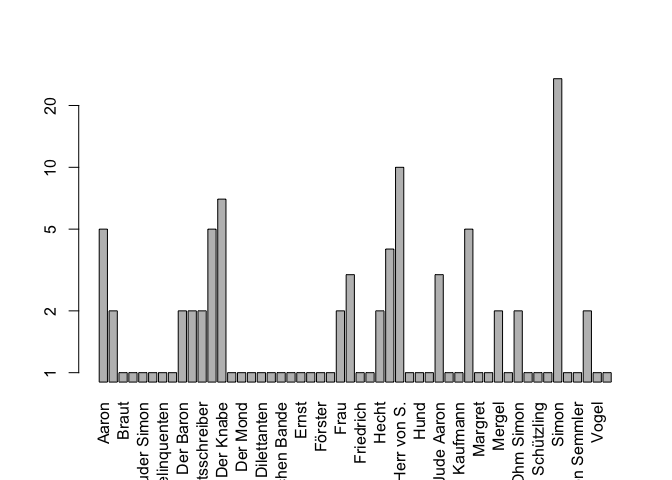 20
10
5
2
1
Aaron
Braut
uder Simon
elinquenten
Der Baron
tsschreiber
Der Knabe
Der Mond
Dilettanten
chen Bande
Ernst
Förster
Frau
Friedrich
Hecht
Herr von S.
Hund
Jude Aaron
Kaufmann
Margret
Mergel
Ohm Simon
Schützling
Simon
en Semmler
Vogel